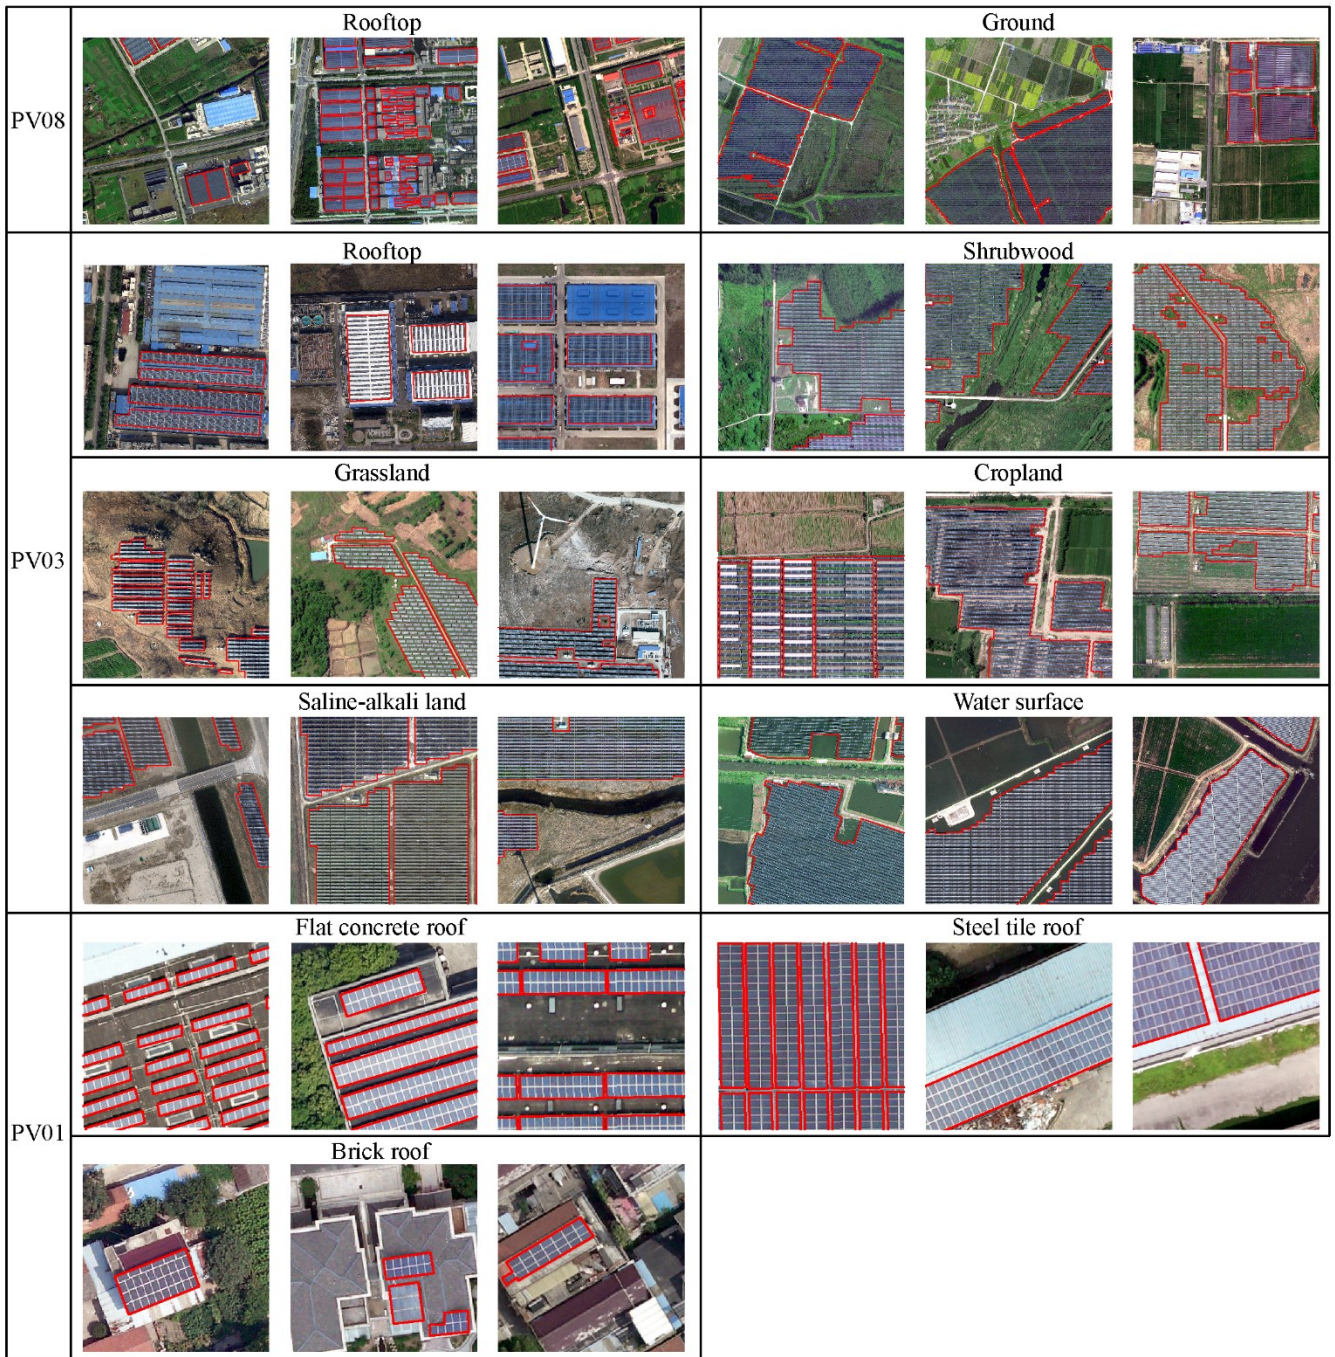 Rooftop
Ground
PV08
Rooftop
Shrubwood
Grassland
Cropland
PV03
Saline-alkali land
Water surface
Flat concrete roof
Steel tile roof
PV01
Brick roof